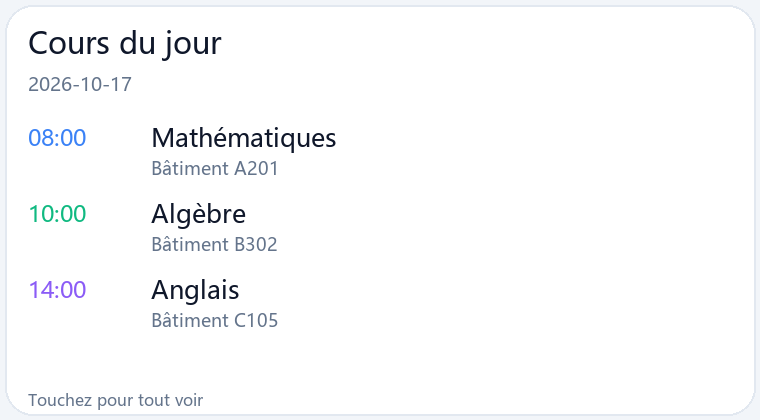 Cours du jour
2026-10-17
08:00 Mathématiques
Bâtiment A201
10:00 Algèbre
Bâtiment B302
14:00 Anglais
Bâtiment C105
Touchez pour tout voir